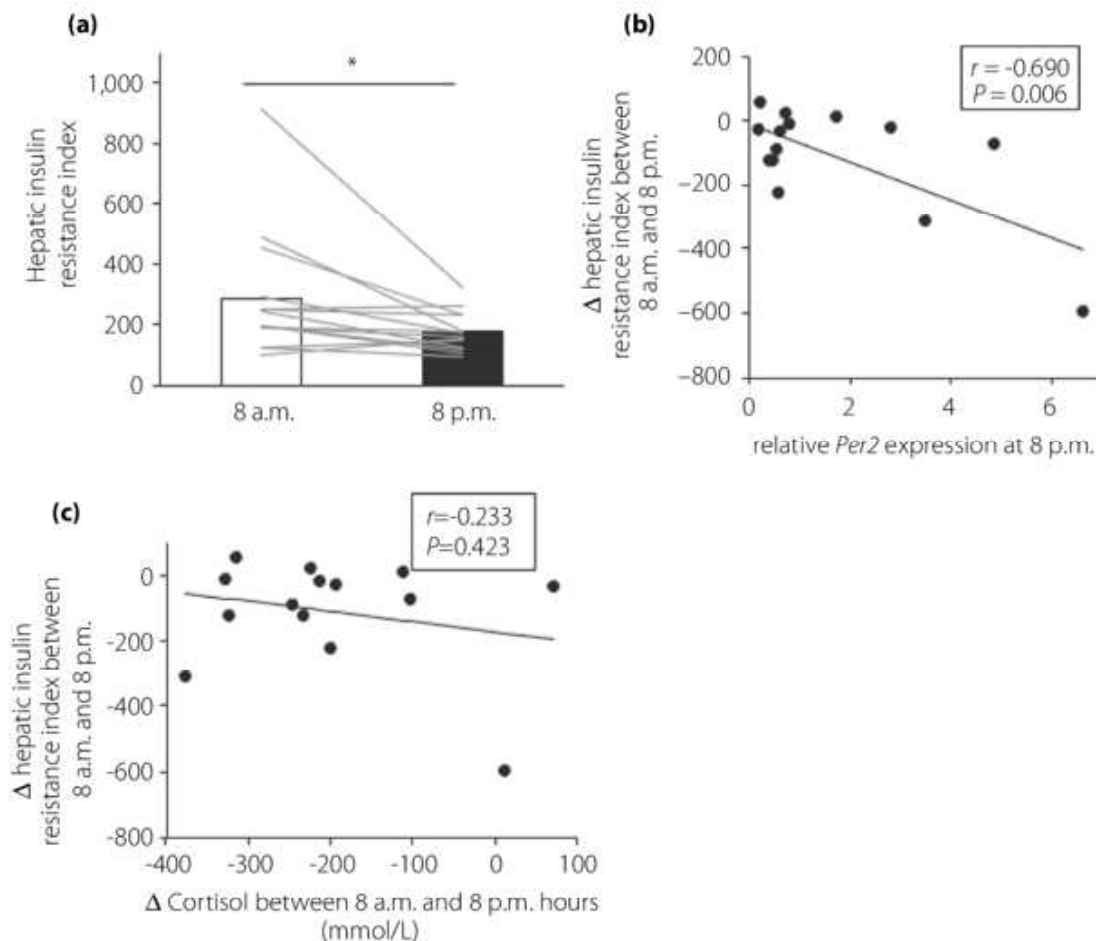 (a)
*
1,000
800
600
400
200
0
Hepatic insulin
resistance index
8 a.m.
8 p.m.
(b)
r = -0.690
P = 0.006
200
0
−200
−400
−600
−800
Δ hepatic insulin
resistance index between
8 a.m. and 8 p.m.
0 2 4 6
relative Per2 expression at 8 p.m.
(c)
r=-0.233
P=0.423
0
-200
-400
-600
-800
Δ hepatic insulin
resistance index between
8 a.m. and 8 p.m.
-400 -300 -200 -100 0 100
Δ Cortisol between 8 a.m. and 8 p.m. hours
(mmol/L)